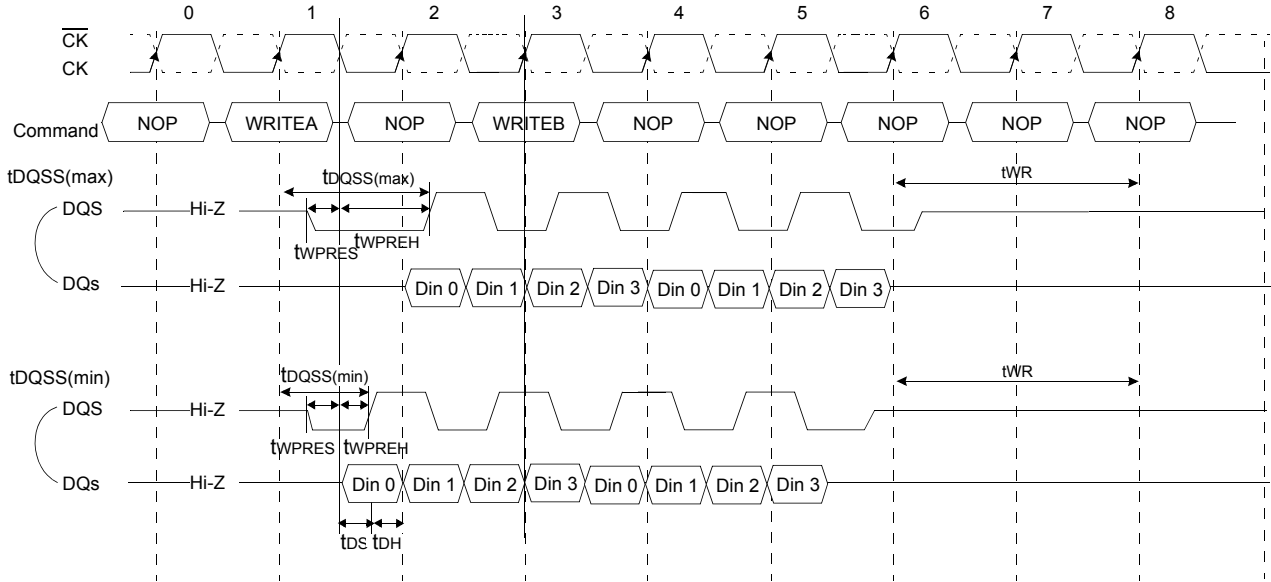 0 1 2 3 4 5 6 7 8
CK
CK
Command NOP WRITEA NOP WRITEB NOP NOP NOP NOP NOP
tDQSS(max) tDQSS(max) tWR
DQS Hi-Z
tWPRES tWPREH
DQs Hi-Z Din 0 Din 1 Din 2 Din 3 Din 0 Din 1 Din 2 Din 3
tDQSS(min) tDQSS(min) tWR
DQS Hi-Z
tWPRES tWPREH
DQs Hi-Z Din 0 Din 1 Din 2 Din 3 Din 0 Din 1 Din 2 Din 3
tDS tDH